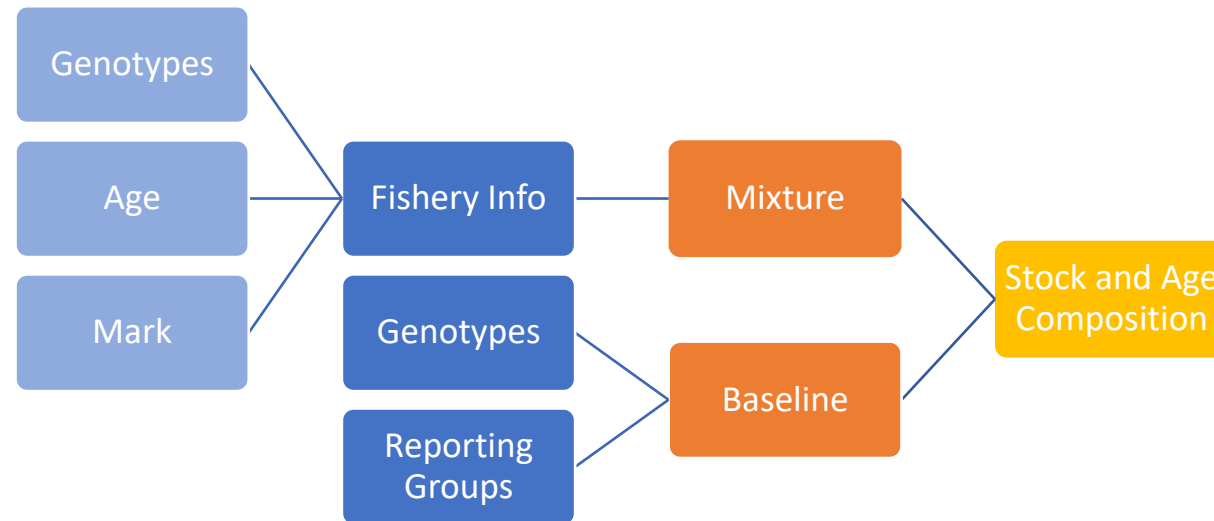 Genotypes
Age
Mark
Fishery Info
Genotypes
Reporting
Groups
Mixture
Baseline
Stock and Age
Composition